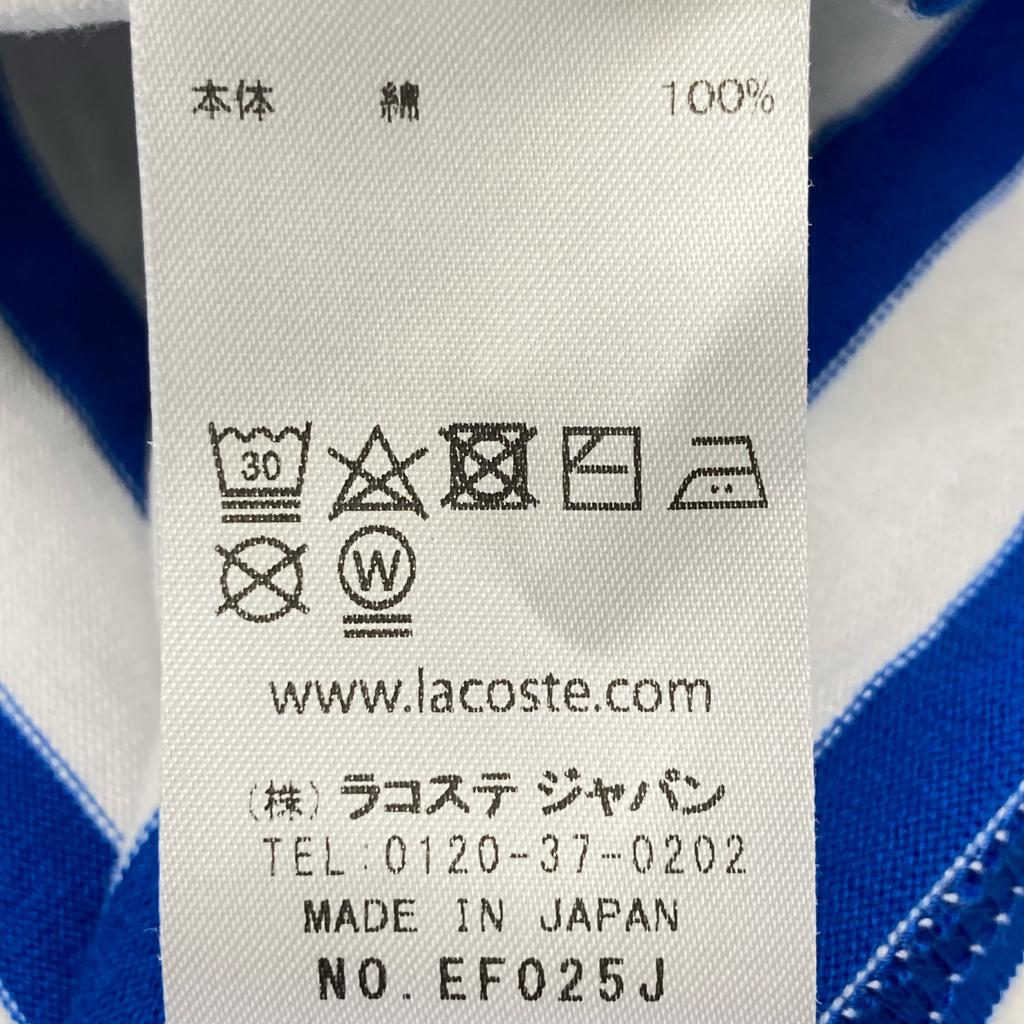 本体 綿 100%
30
W
www.lacoste.com
(株)ラコステ ジャパン
TEL:0120-37-0202
MADE IN JAPAN
NO. EF025J